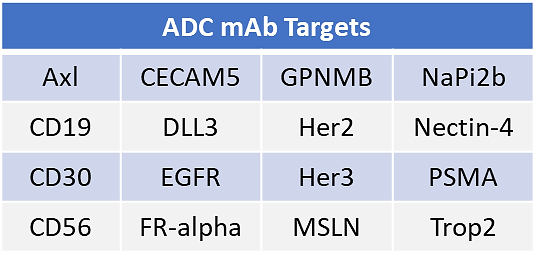 ADC mAb Targets
Axl CECAM5 GPNMB NaPi2b
CD19 DLL3 Her2 Nectin-4
CD30 EGFR Her3 PSMA
CD56 FR-alpha MSLN Trop2